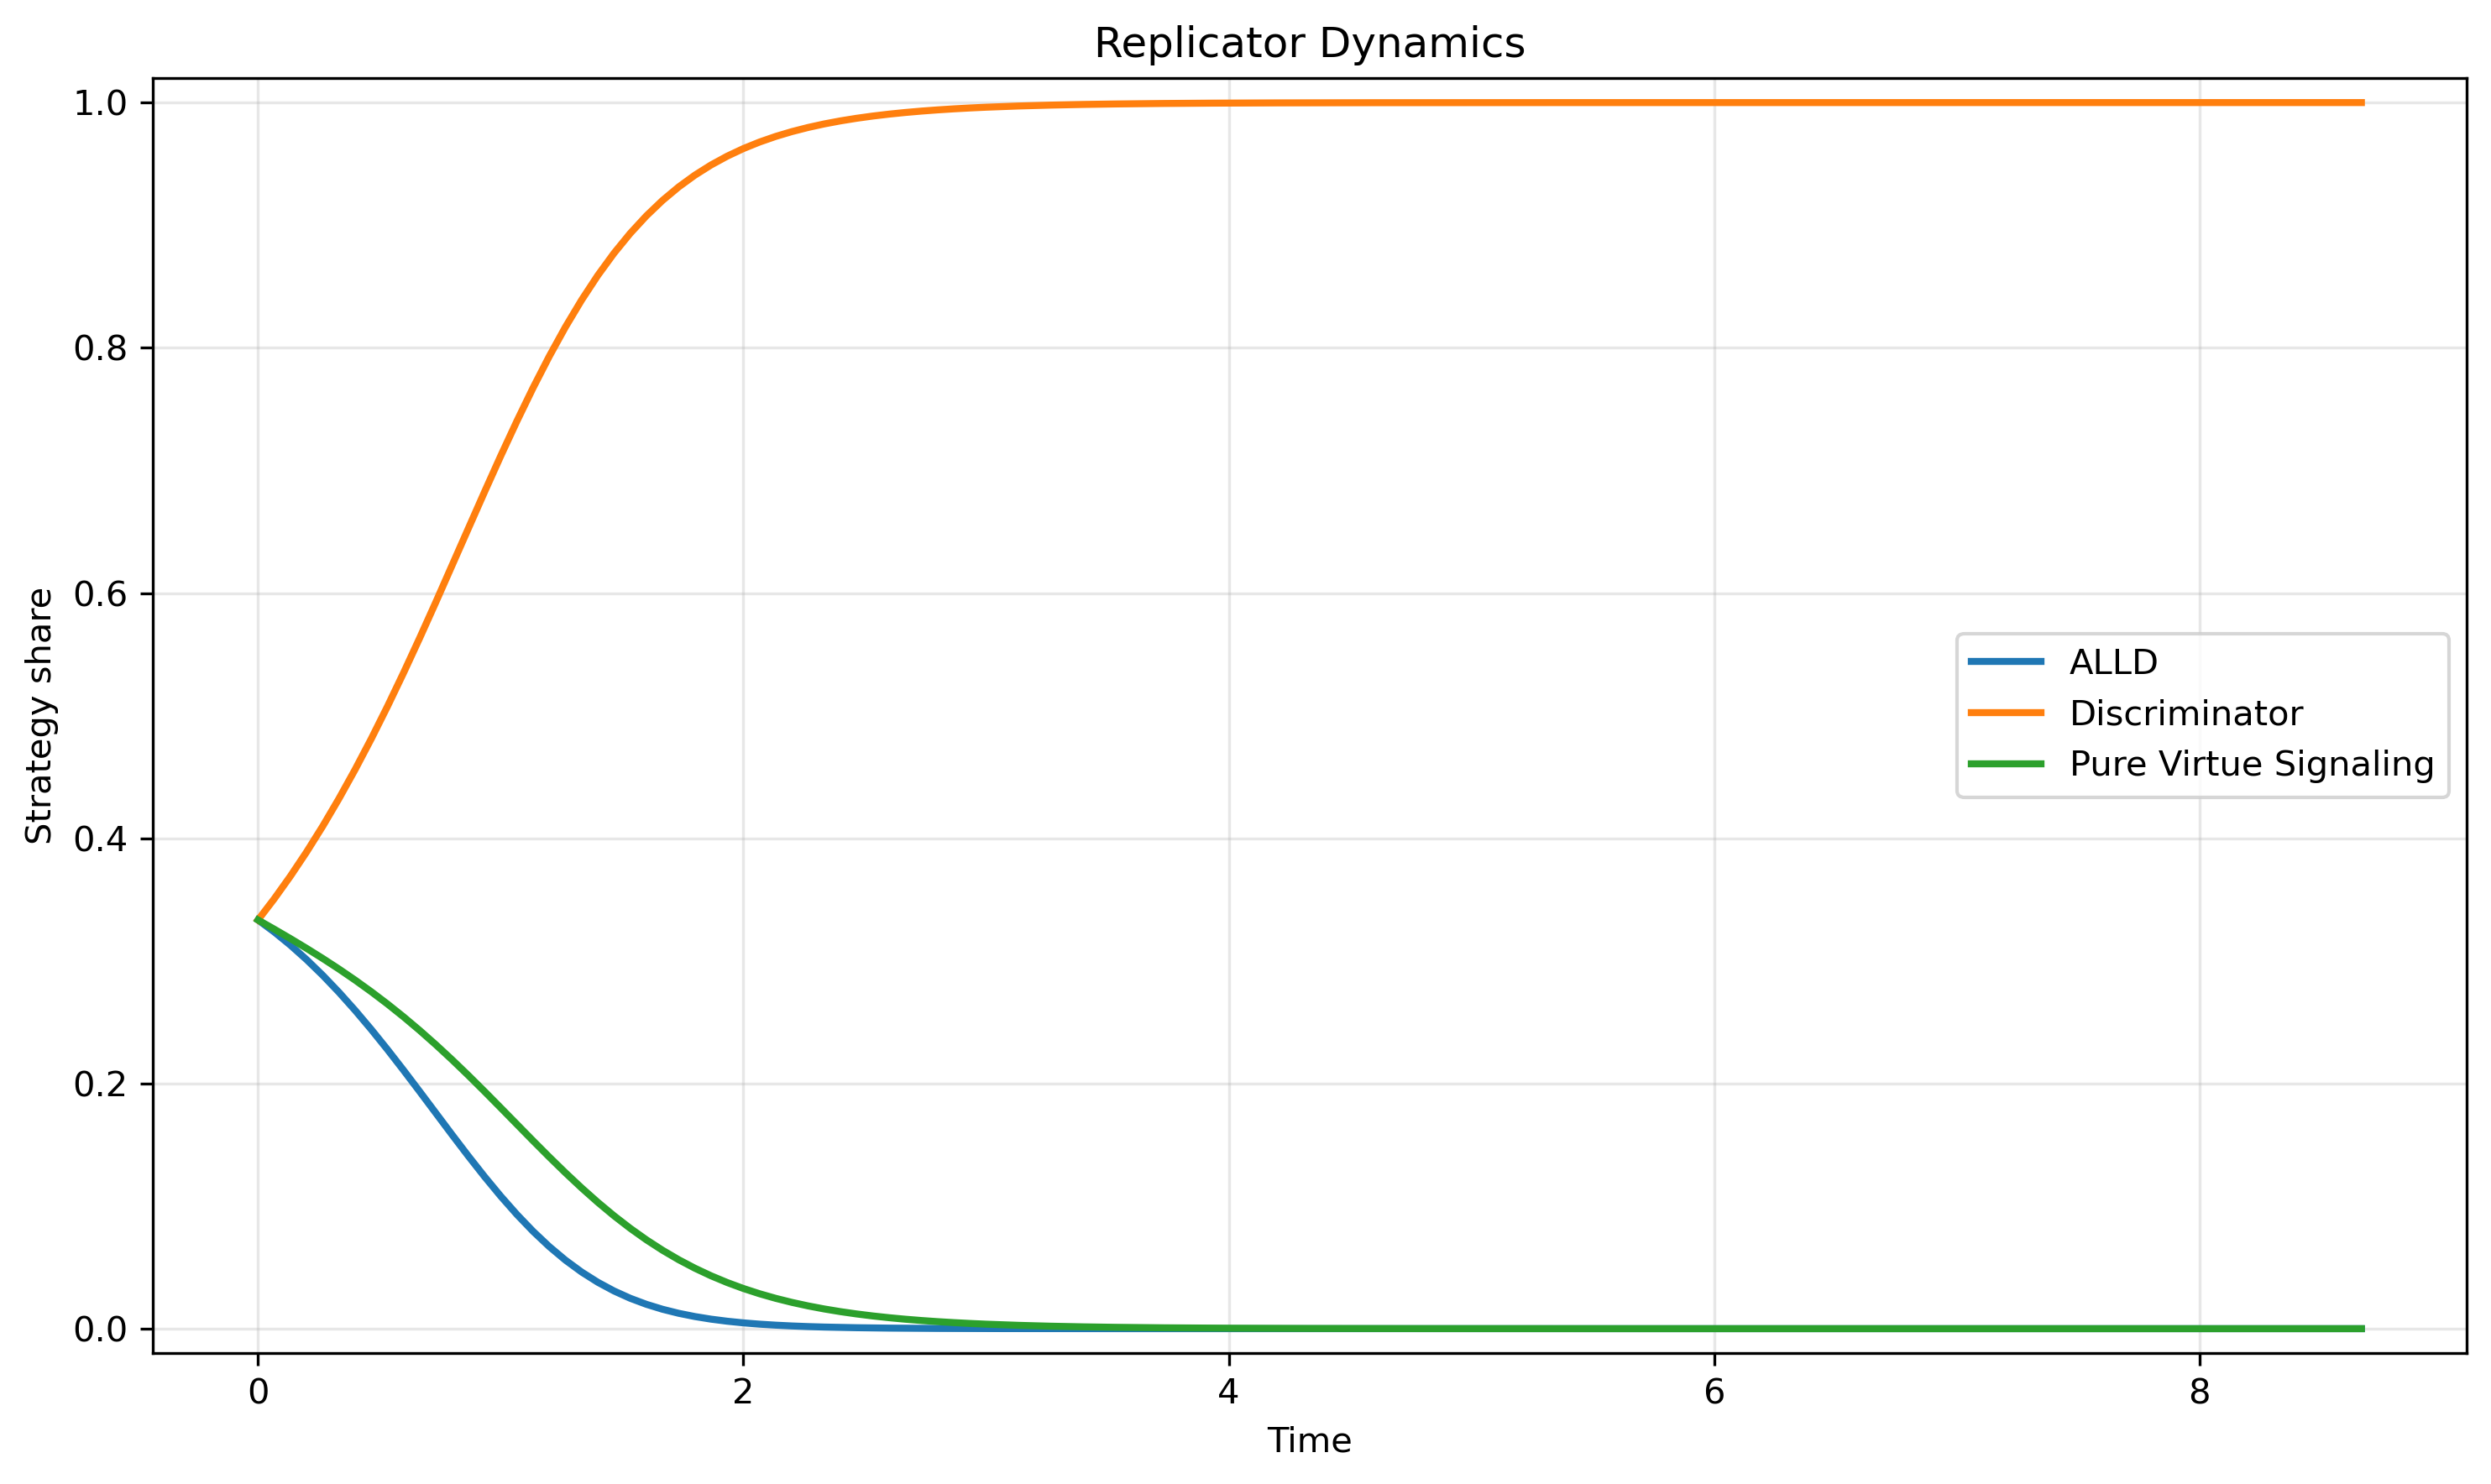 Replicator Dynamics
Strategy share
1.0
0.8
0.6
0.4
0.2
0.0
ALLD
Discriminator
Pure Virtue Signaling
0 2 4 6 8
Time